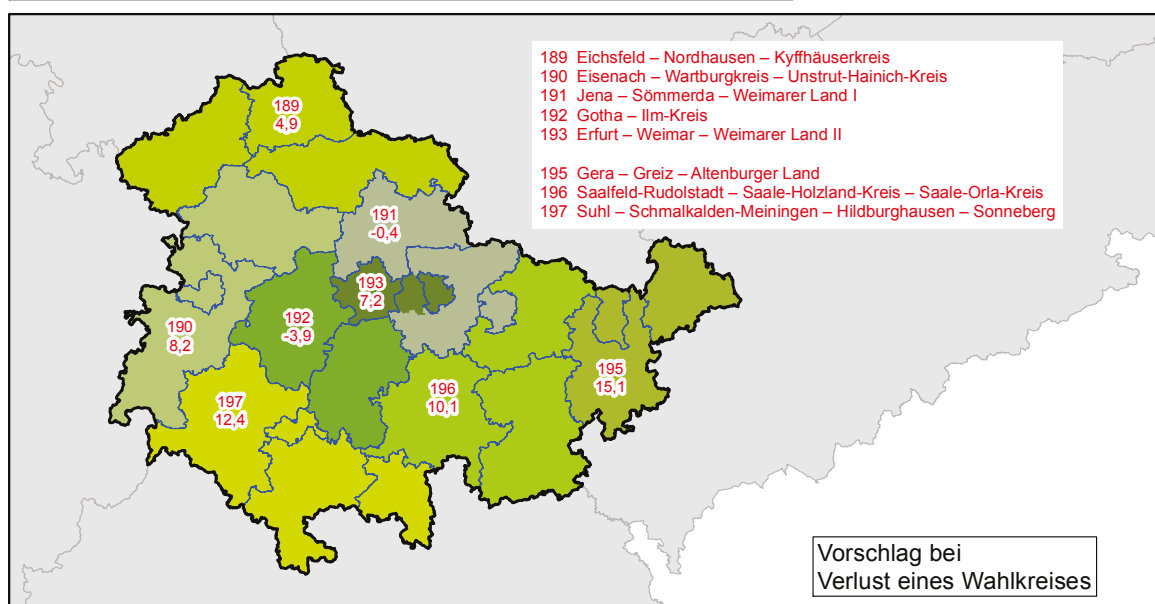 189 Eichsfeld – Nordhausen – Kyffhäuserkreis
190 Eisenach – Wartburgkreis – Unstrut-Hainich-Kreis
191 Jena – Sömmerda – Weimarer Land I
192 Gotha – Ilm-Kreis
193 Erfurt – Weimar – Weimarer Land II
195 Gera – Greiz – Altenburger Land
196 Saalfeld-Rudolstadt – Saale-Holzland-Kreis – Saale-Orla-Kreis
197 Suhl – Schmalkalden-Meiningen – Hildburghausen – Sonneberg
189
4,9
191
-0,4
193
7,2
192
-3,9
190
8,2
195
15,1
196
10,1
197
12,4
Vorschlag bei
Verlust eines Wahlkreises